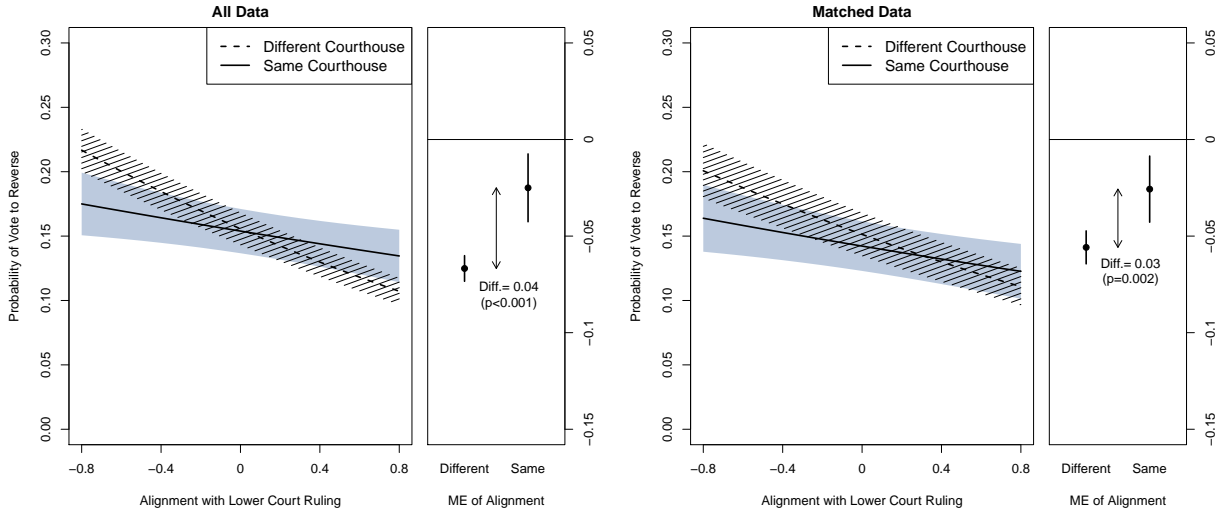 All Data
Different Courthouse
Same Courthouse
Probability of Vote to Reverse
0.30
0.25
0.20
0.15
0.10
0.05
0.00
−0.8
−0.4
0
0.4
0.8
Alignment with Lower Court Ruling
0.05
0
−0.05
−0.1
−0.15
Diff.= 0.04
(p<0.001)
Different
Same
ME of Alignment
Matched Data
Different Courthouse
Same Courthouse
Probability of Vote to Reverse
0.30
0.25
0.20
0.15
0.10
0.05
0.00
−0.8
−0.4
0
0.4
0.8
Alignment with Lower Court Ruling
0.05
0
−0.05
−0.1
−0.15
Diff.= 0.03
(p=0.002)
Different
Same
ME of Alignment